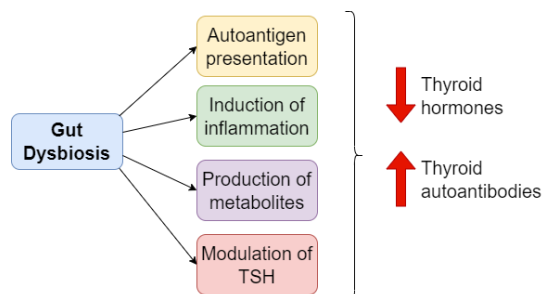 Autoantigen
presentation
Induction of
inflammation
Gut
Dysbiosis
Production of
metabolites
Modulation of
TSH
Thyroid
hormones
Thyroid
autoantibodies